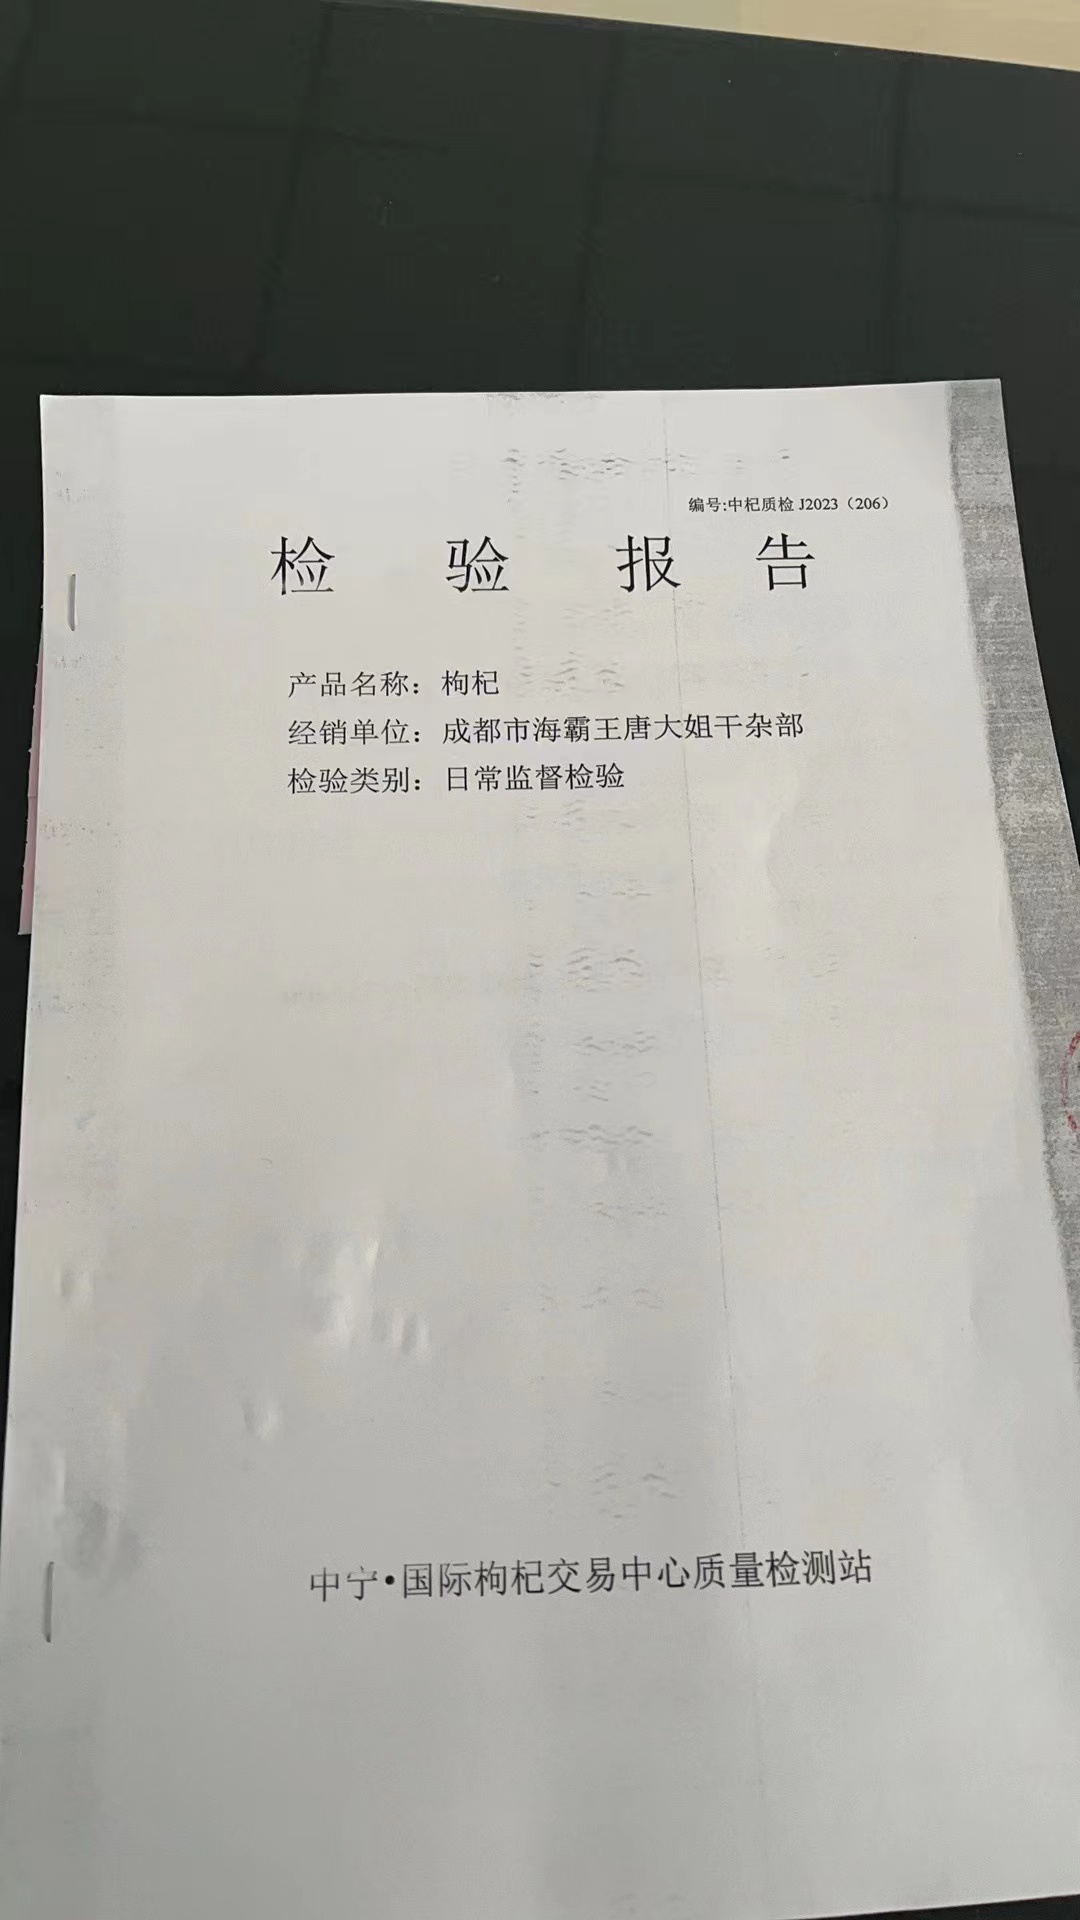 编号:中杞质检 J2023（206）
检验报告
产品名称：枸杞
经销单位：成都市海霸王唐大姐干杂部
检验类别：日常监督检验
中宁•国际枸杞交易中心质量检测站